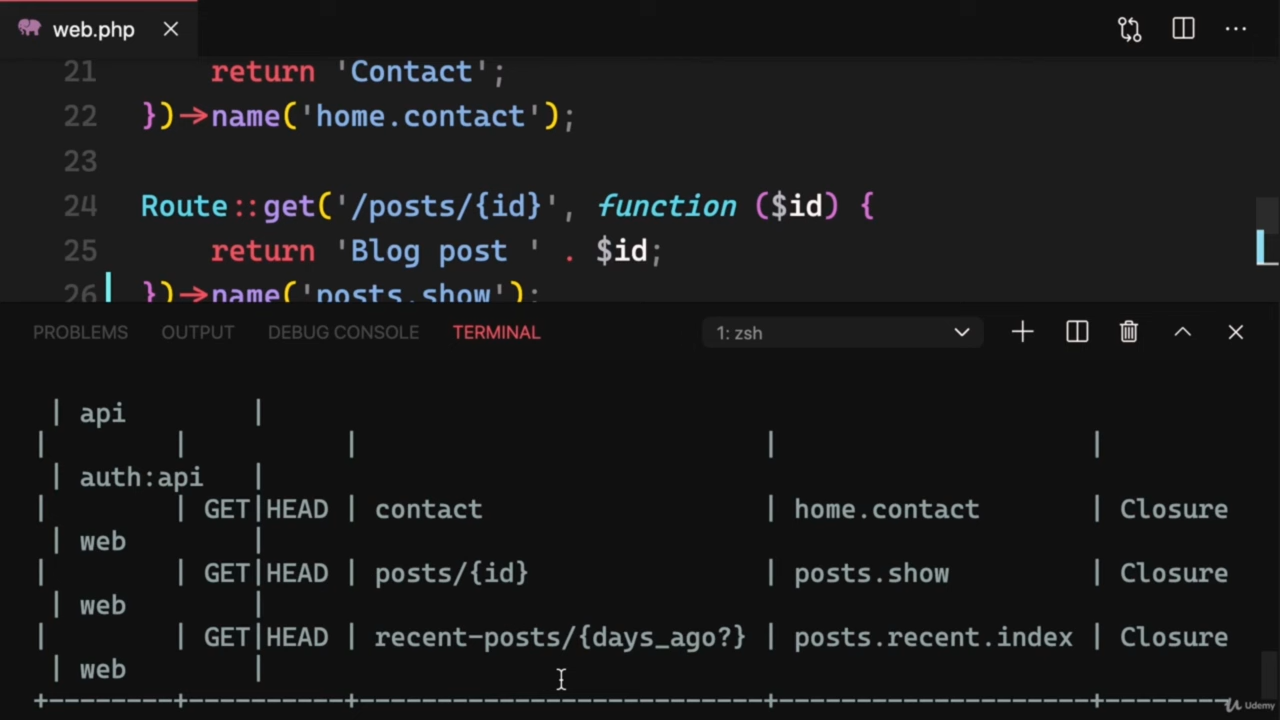 web.php
21 return 'Contact';
22 })->name('home.contact');
23
24 Route::get('/posts/{id}', function ($id) {
25 return 'Blog post ' . $id;
26 })->name('posts.show');
PROBLEMS OUTPUT DEBUG CONSOLE TERMINAL 1: zsh
| api |
| | | | |
| auth:api |
| | GET|HEAD | contact | home.contact | Closure
| web |
| | GET|HEAD | posts/{id} | posts.show | Closure
| web |
| | GET|HEAD | recent-posts/{days_ago?} | posts.recent.index | Closure
| web |
+--------+----------+--------------------------+--------------------+--------
Udemy